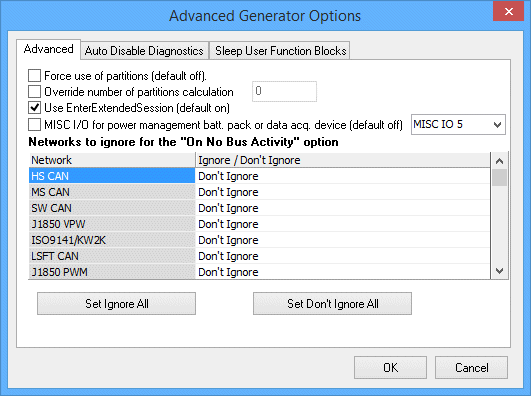 Advanced Generator Options
Advanced Auto Disable Diagnostics Sleep User Function Blocks
Force use of partitions (default off).
Override number of partitions calculation 0
Use EnterExtendedSession (default on)
MISC I/O for power management batt. pack or data acq. device (default off) MISC IO 5
Networks to ignore for the "On No Bus Activity" option
Network Ignore / Don't Ignore
HS CAN Don't Ignore
MS CAN Don't Ignore
SW CAN Don't Ignore
J1850 VPW Don't Ignore
ISO9141/KW2K Don't Ignore
LSFT CAN Don't Ignore
J1850 PWM Don't Ignore
Set Ignore All Set Don't Ignore All
OK Cancel